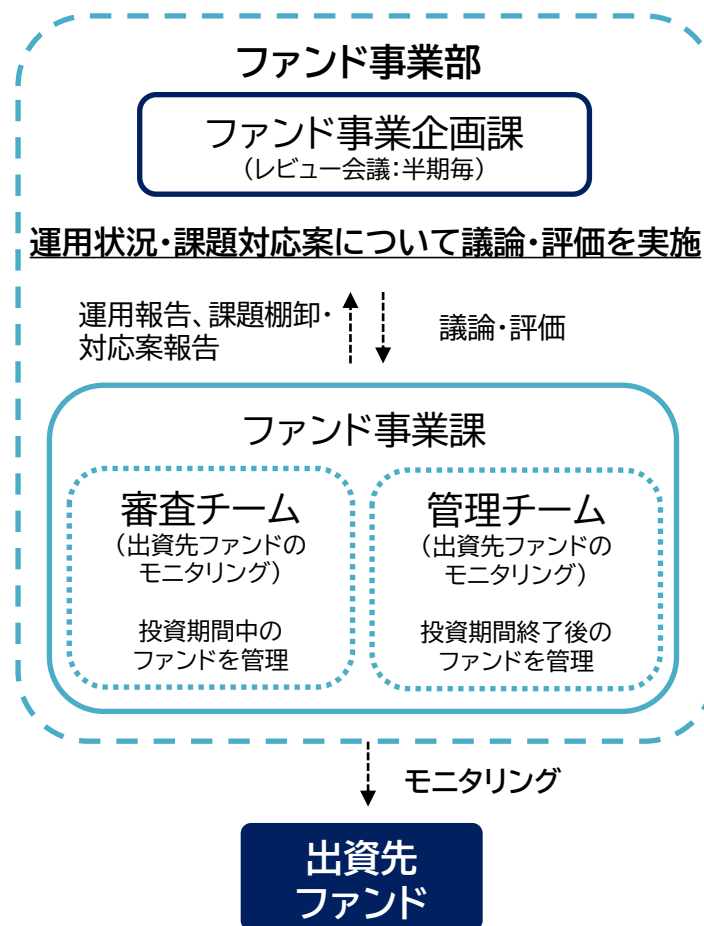 ファンド事業部
ファンド事業企画課
（レビュー会議：半期毎）
運用状況・課題対応案について議論・評価を実施
運用報告、課題棚卸・
対応案報告
議論・評価
ファンド事業課
審査チーム
（出資先ファンドの
モニタリング）
投資期間中の
ファンドを管理
管理チーム
（出資先ファンドの
モニタリング）
投資期間終了後の
ファンドを管理
モニタリング
出資先
ファンド